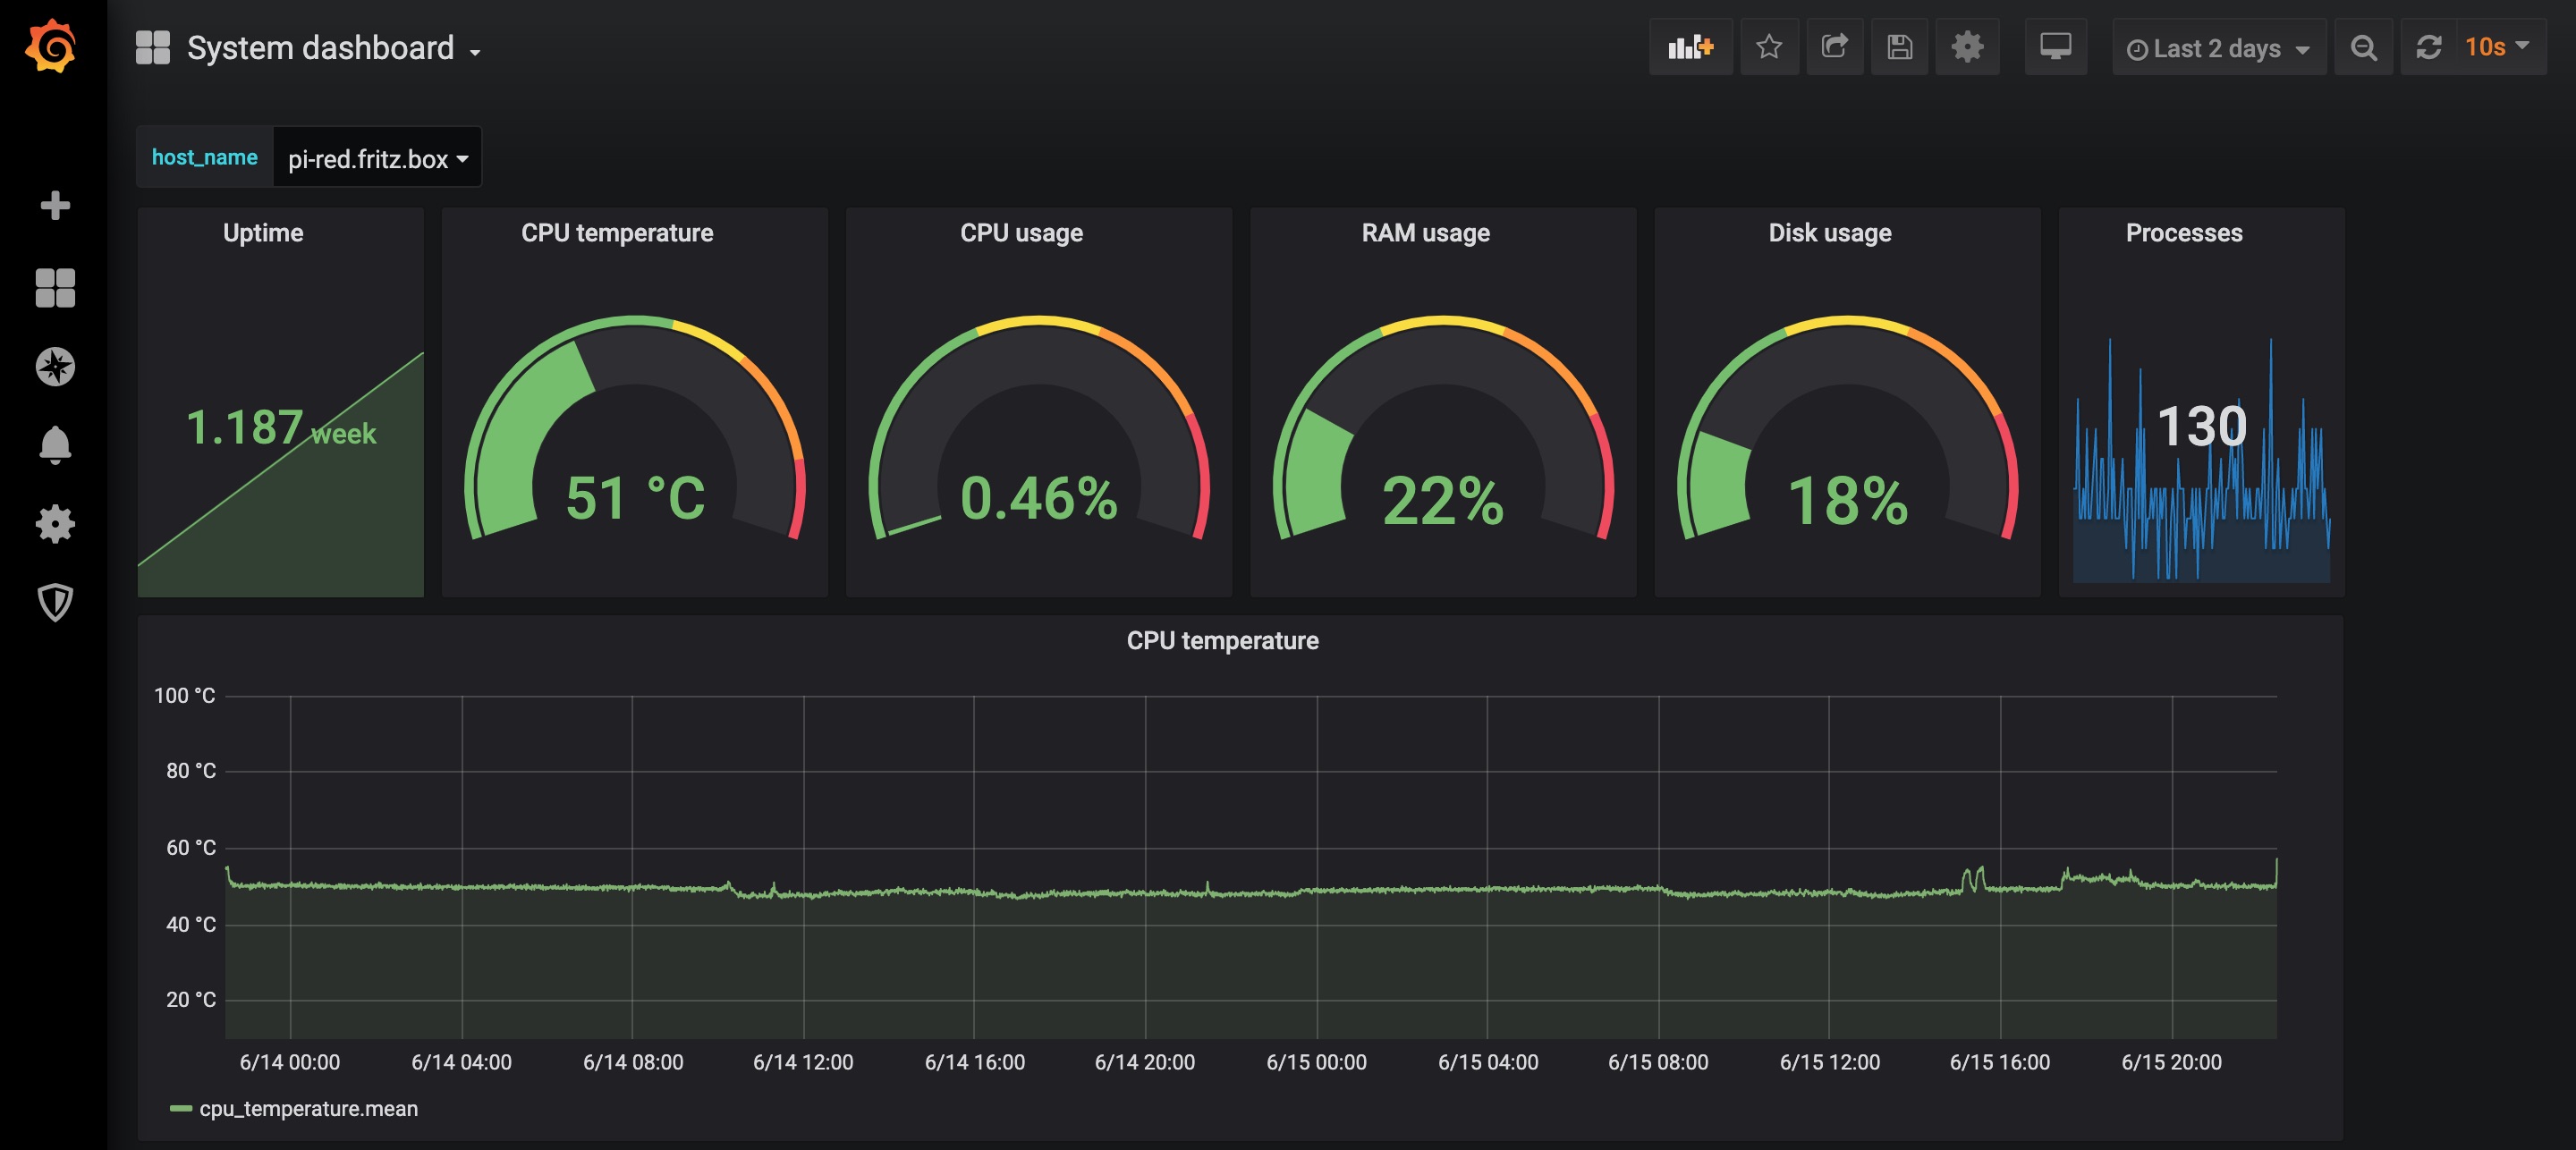 System dashboard
Last 2 days
10s
host_name
pi-red.fritz.box
Uptime
CPU temperature
CPU usage
RAM usage
Disk usage
Processes
1.187 week
51 °C
0.46%
22%
18%
130
CPU temperature
100 °C
80 °C
60 °C
40 °C
20 °C
6/14 00:00
6/14 04:00
6/14 08:00
6/14 12:00
6/14 16:00
6/14 20:00
6/15 00:00
6/15 04:00
6/15 08:00
6/15 12:00
6/15 16:00
6/15 20:00
cpu_temperature.mean